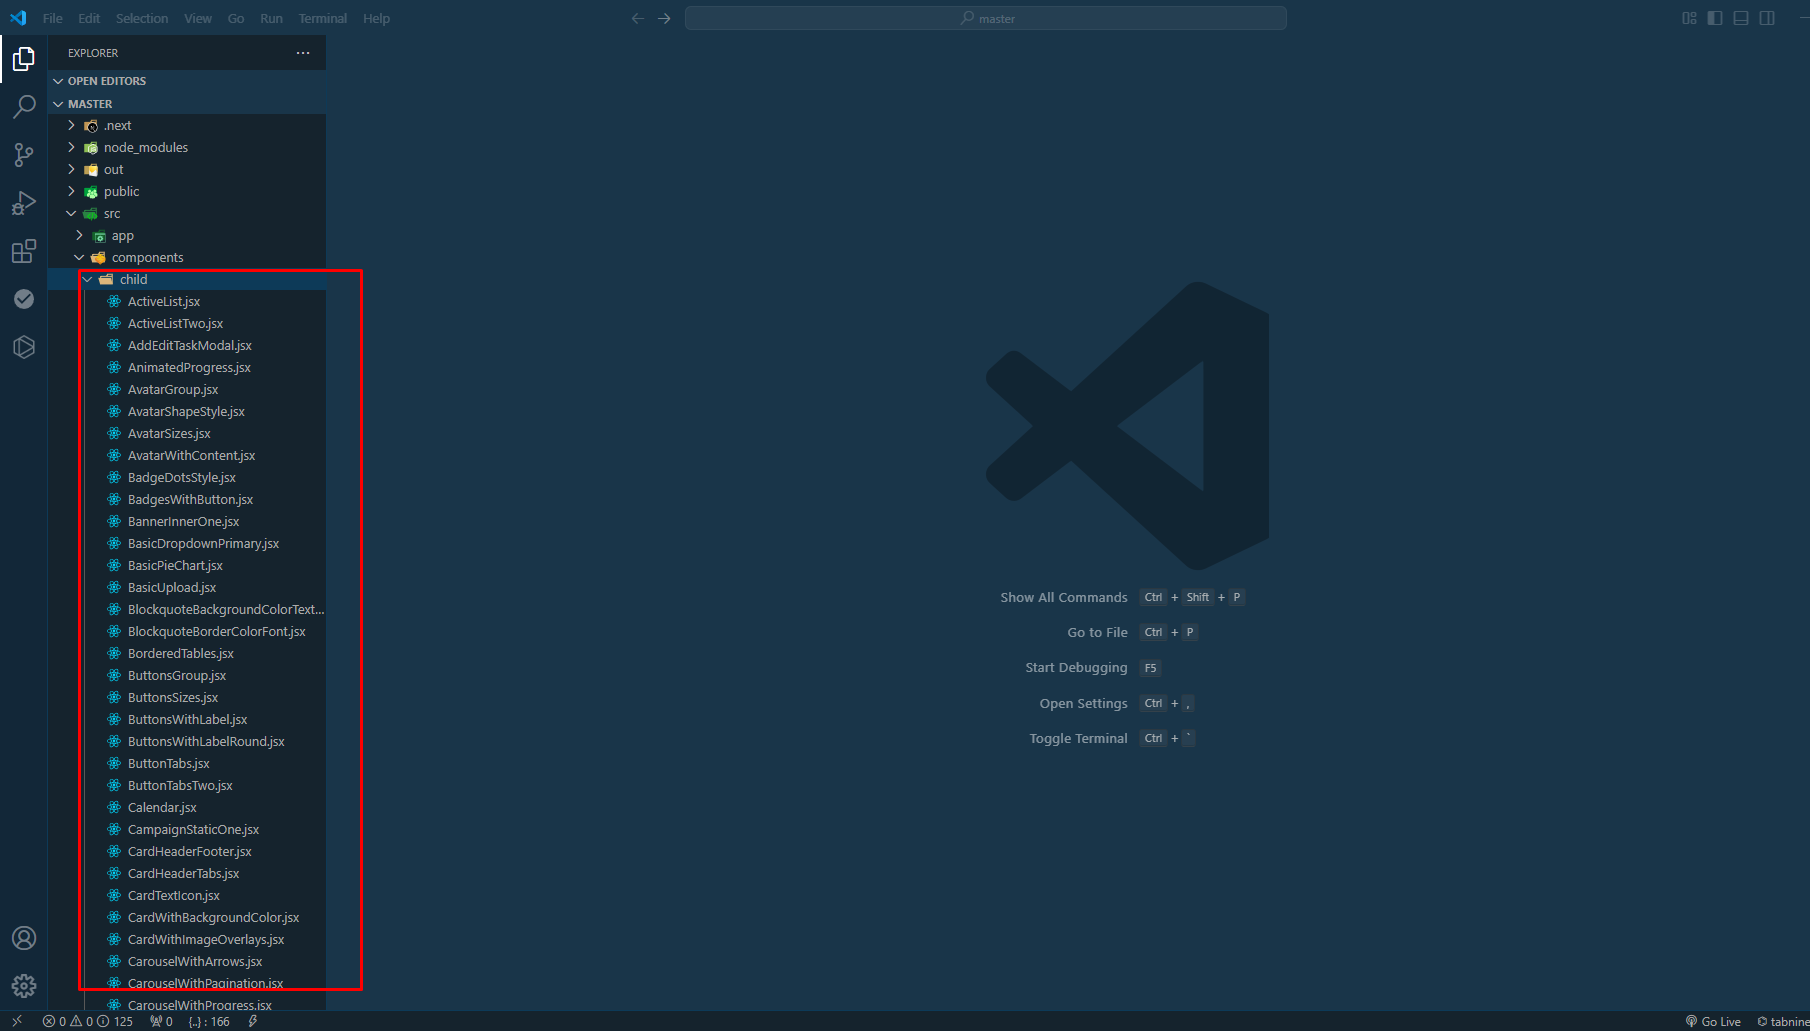 File Edit Selection View Go Run Terminal Help
master
EXPLORER
OPEN EDITORS
MASTER
.next
node_modules
out
public
src
app
components
child
ActiveList.jsx
ActiveListTwo.jsx
AddEditTaskModal.jsx
AnimatedProgress.jsx
AvatarGroup.jsx
AvatarShapeStyle.jsx
AvatarSizes.jsx
AvatarWithContent.jsx
BadgeDotsStyle.jsx
BadgesWithButton.jsx
BannerInnerOne.jsx
BasicDropdownPrimary.jsx
BasicPieChart.jsx
BasicUpload.jsx
BlockquoteBackgroundColorText...
BlockquoteBorderColorFont.jsx
BorderedTables.jsx
ButtonsGroup.jsx
ButtonsSizes.jsx
ButtonsWithLabel.jsx
ButtonsWithLabelRound.jsx
ButtonTabs.jsx
ButtonTabsTwo.jsx
Calendar.jsx
CampaignStaticOne.jsx
CardHeaderFooter.jsx
CardHeaderTabs.jsx
CardTextIcon.jsx
CardWithBackgroundColor.jsx
CardWithImageOverlays.jsx
CarouselWithArrows.jsx
CarouselWithPagination.jsx
CarouselWithProgress.jsx
Show All Commands Ctrl + Shift + P
Go to File Ctrl + P
Start Debugging F5
Open Settings Ctrl + ,
Toggle Terminal Ctrl + `
0 0 125 0 {..} : 166
Go Live tabnine